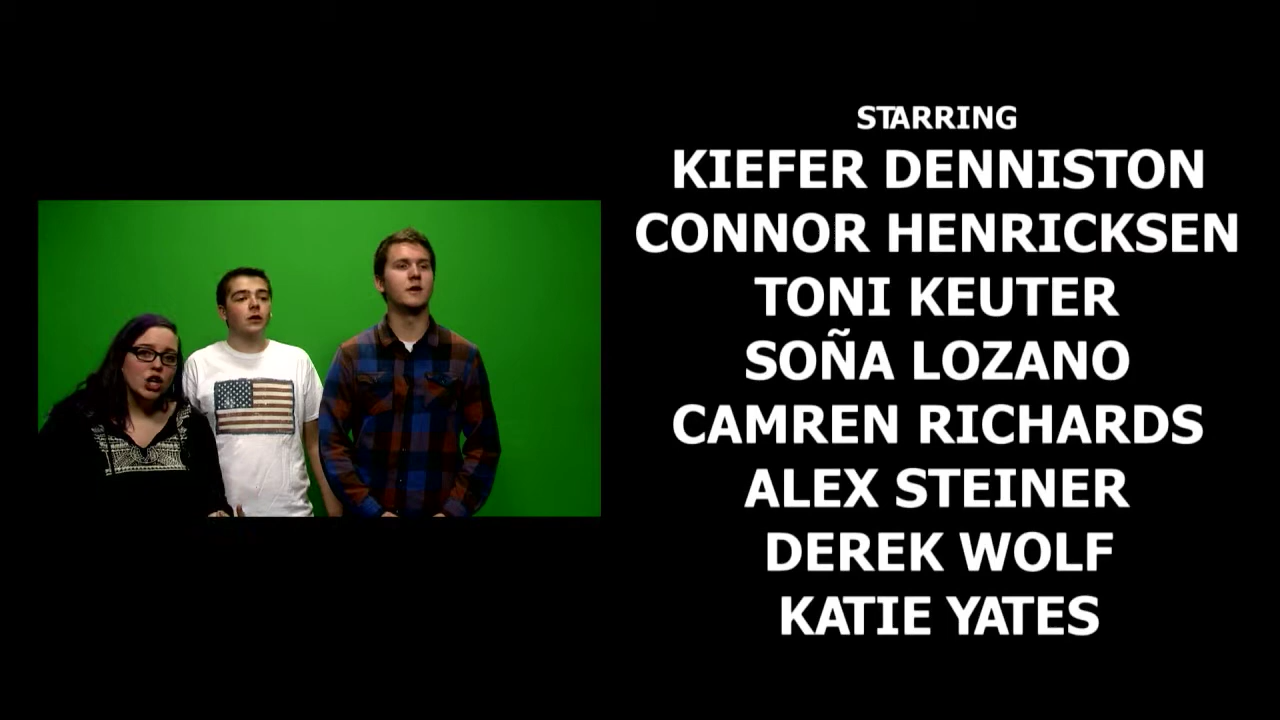 STARRING
KIEFER DENNISTON
CONNOR HENRICKSEN
TONI KEUTER
SOÑA LOZANO
CAMREN RICHARDS
ALEX STEINER
DEREK WOLF
KATIE YATES